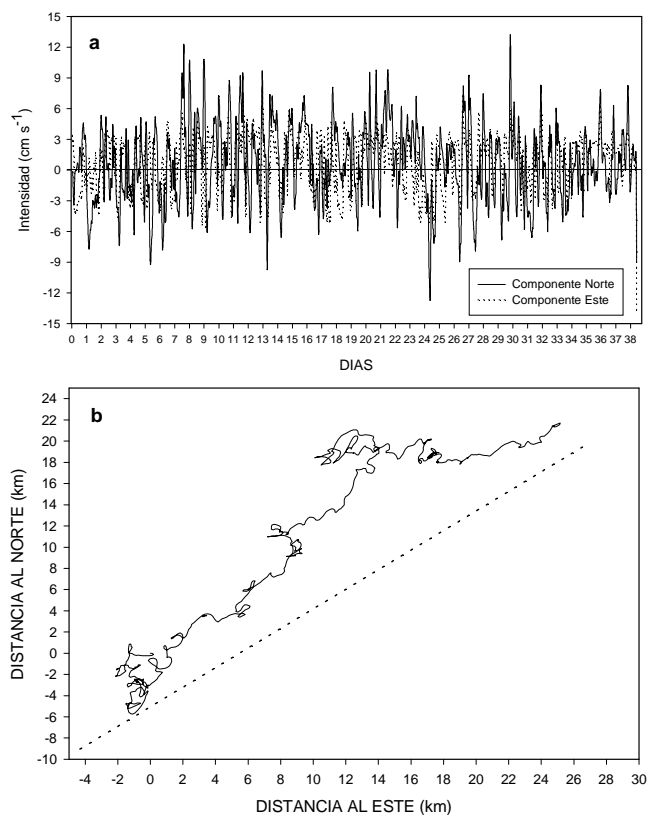 15
12
9
6
3
0
-3
-6
-9
-12
-15
a
Intensidad (cm s-1)
Componente Norte
Componente Este
0 1 2 3 4 5 6 7 8 9 10 11 12 13 14 15 16 17 18 19 20 21 22 23 24 25 26 27 28 29 30 31 32 33 34 35 36 37 38
DIAS
24
22
20
18
16
14
12
10
8
6
4
2
0
-2
-4
-6
-8
-10
b
DISTANCIA AL NORTE (km)
-4 -2 0 2 4 6 8 10 12 14 16 18 20 22 24 26 28 30
DISTANCIA AL ESTE (km)